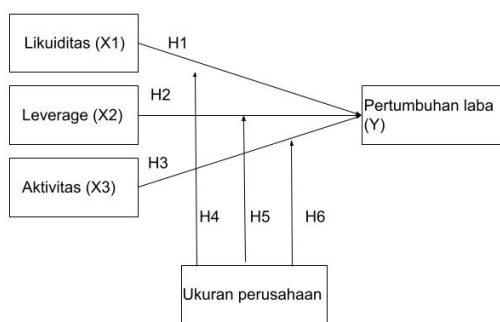 Likuiditas (X1)
H1
Leverage (X2)
H2
Pertumbuhan laba
(Y)
H3
Aktivitas (X3)
H4
H5
H6
Ukuran perusahaan